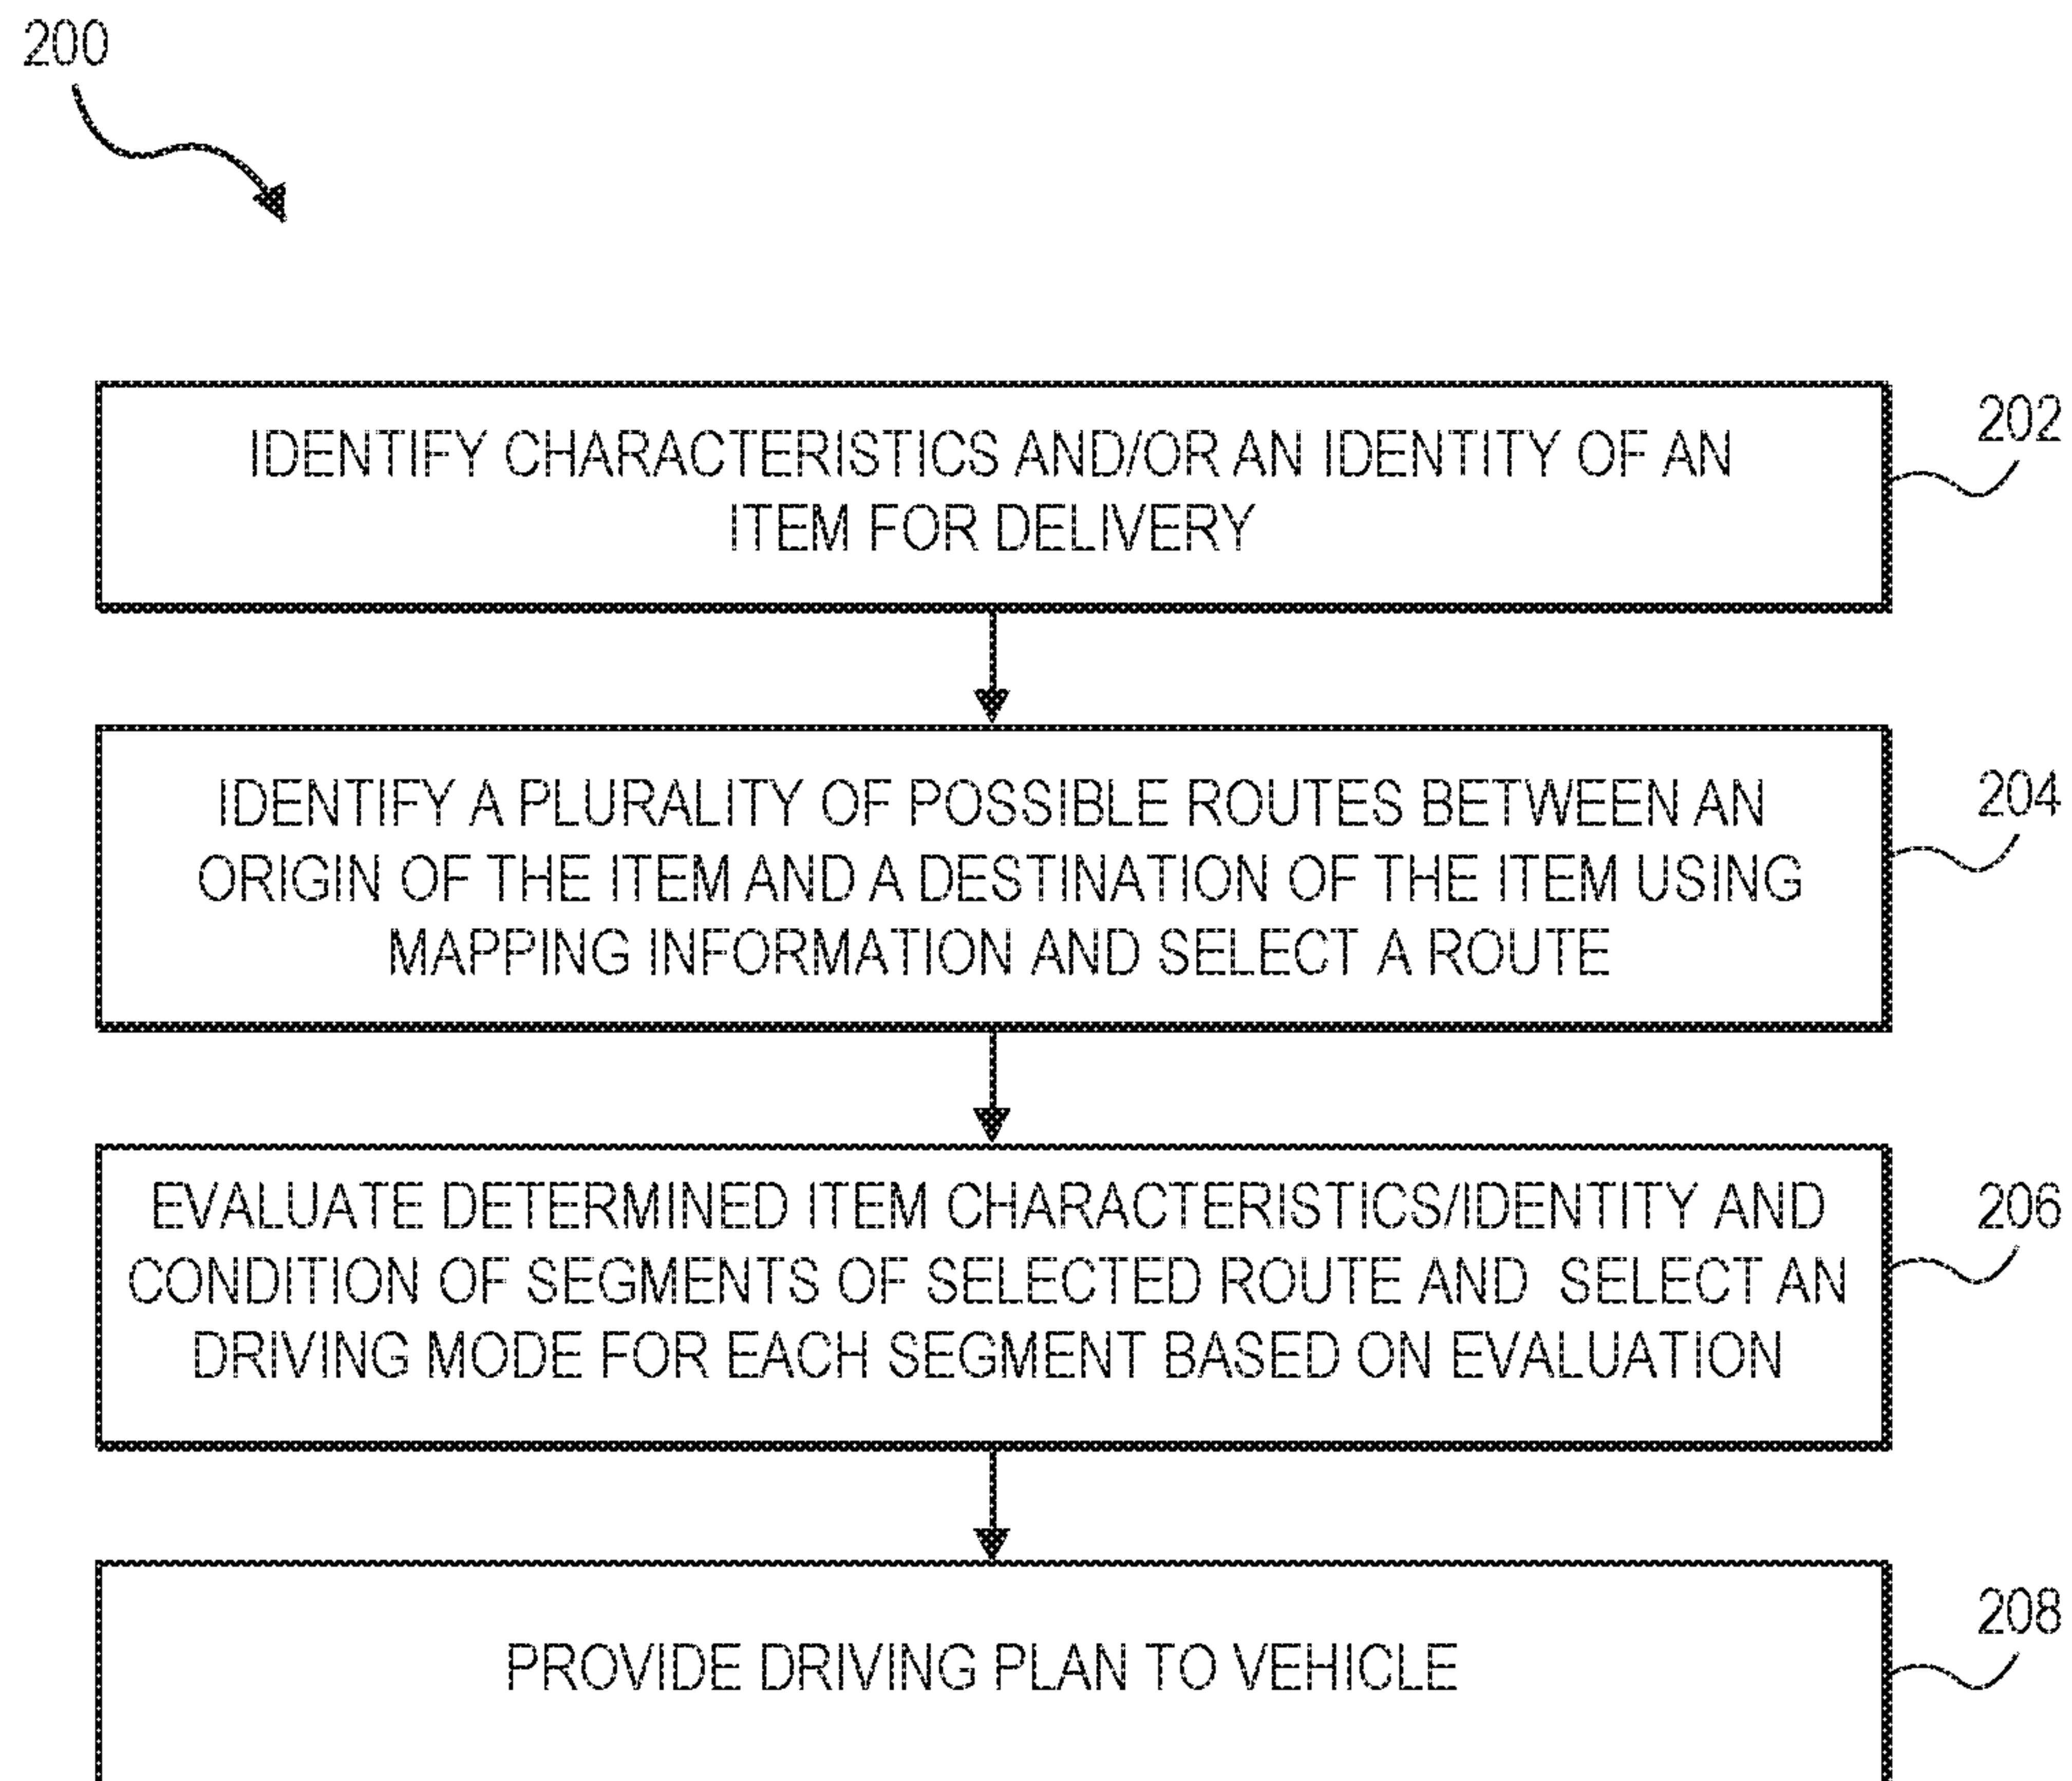 200
IDENTIFY CHARACTERISTICS AND/OR AN IDENTITY OF AN
ITEM FOR DELIVERY
202
IDENTIFY A PLURALITY OF POSSIBLE ROUTES BETWEEN AN
ORIGIN OF THE ITEM AND A DESTINATION OF THE ITEM USING
MAPPING INFORMATION AND SELECT A ROUTE
204
EVALUATE DETERMINED ITEM CHARACTERISTICS/IDENTITY AND
CONDITION OF SEGMENTS OF SELECTED ROUTE AND SELECT AN
DRIVING MODE FOR EACH SEGMENT BASED ON EVALUATION
206
PROVIDE DRIVING PLAN TO VEHICLE
208